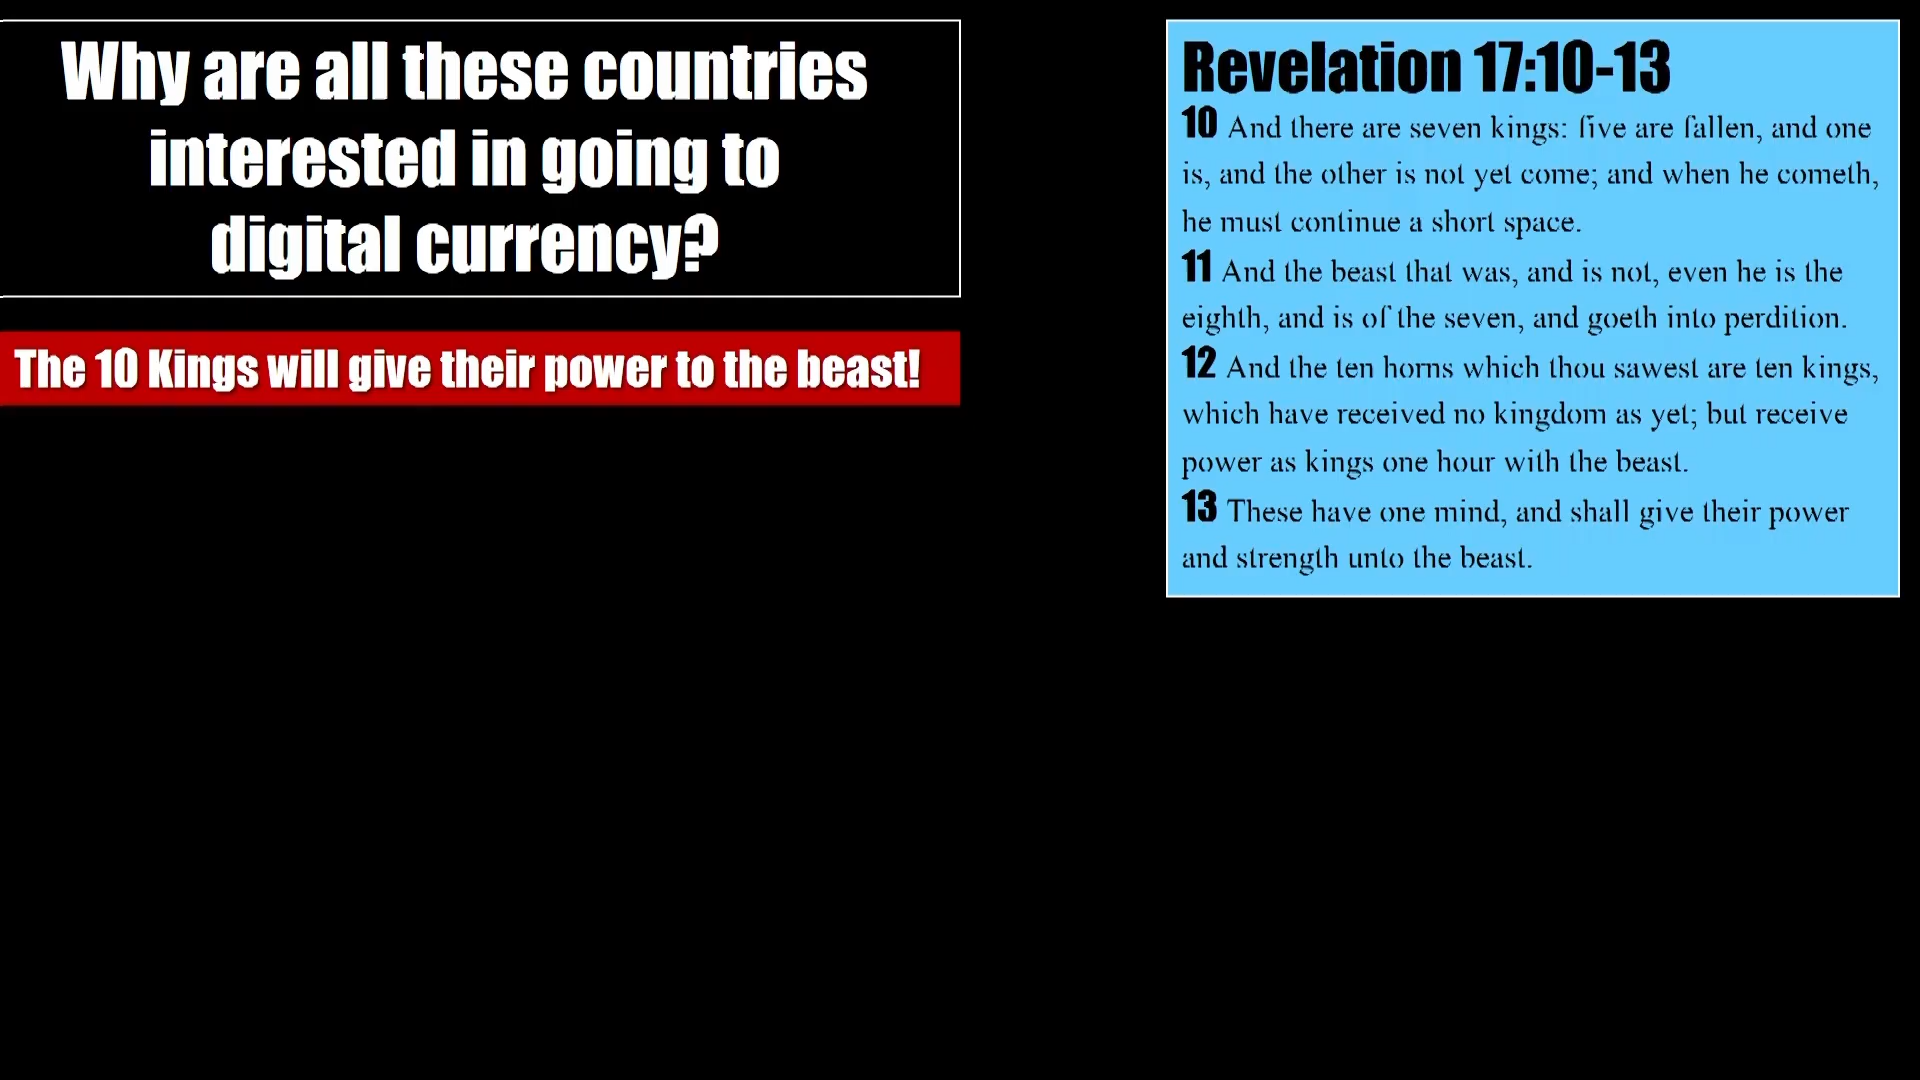 Why are all these countries
interested in going to
digital currency?
The 10 Kings will give their power to the beast!
Revelation 17:10-13
10 And there are seven kings: five are fallen, and one
is, and the other is not yet come; and when he cometh,
he must continue a short space.
11 And the beast that was, and is not, even he is the
eighth, and is of the seven, and goeth into perdition.
12 And the ten horns which thou sawest are ten kings,
which have received no kingdom as yet; but receive
power as kings one hour with the beast.
13 These have one mind, and shall give their power
and strength unto the beast.